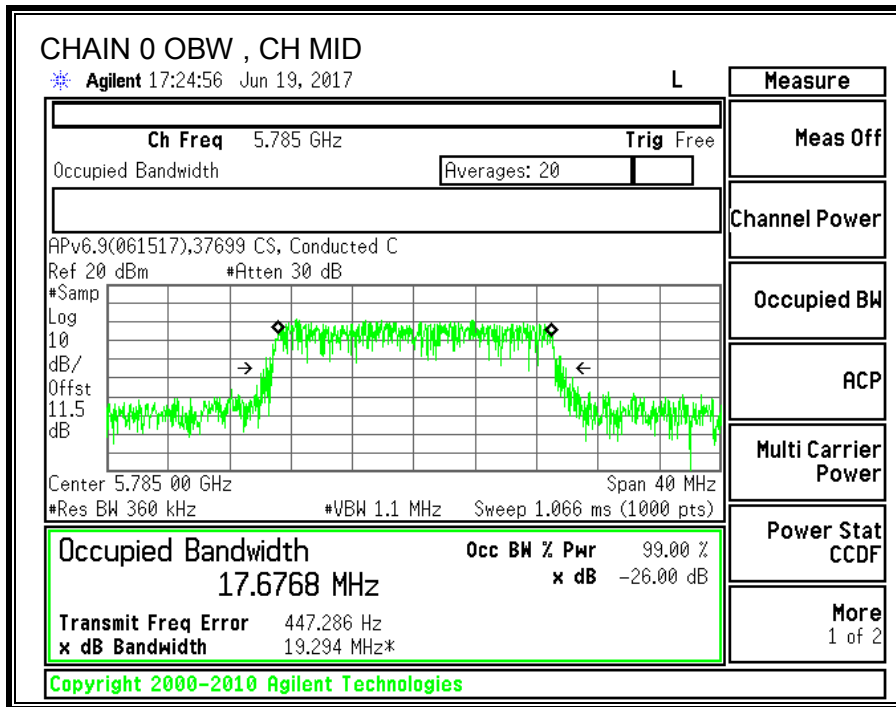 CHAIN 0 OBW , CH MID
Agilent 17:24:56 Jun 19, 2017 L
Measure
Ch Freq 5.785 GHz Trig Free
Meas Off
Occupied Bandwidth Averages: 20
Channel Power
APv6.9(061517),37699 CS, Conducted C
Ref 20 dBm #Atten 30 dB
#Samp
Log
10
dB/
Offst
11.5
dB
Occupied BW
ACP
Multi Carrier
Power
Center 5.785 00 GHz Span 40 MHz
#Res BW 360 kHz #VBW 1.1 MHz Sweep 1.066 ms (1000 pts)
Occupied Bandwidth Occ BW % Pwr 99.00 %
17.6768 MHz x dB -26.00 dB
Power Stat
CCDF
Transmit Freq Error 447.286 Hz
x dB Bandwidth 19.294 MHz*
More
1 of 2
Copyright 2000-2010 Agilent Technologies